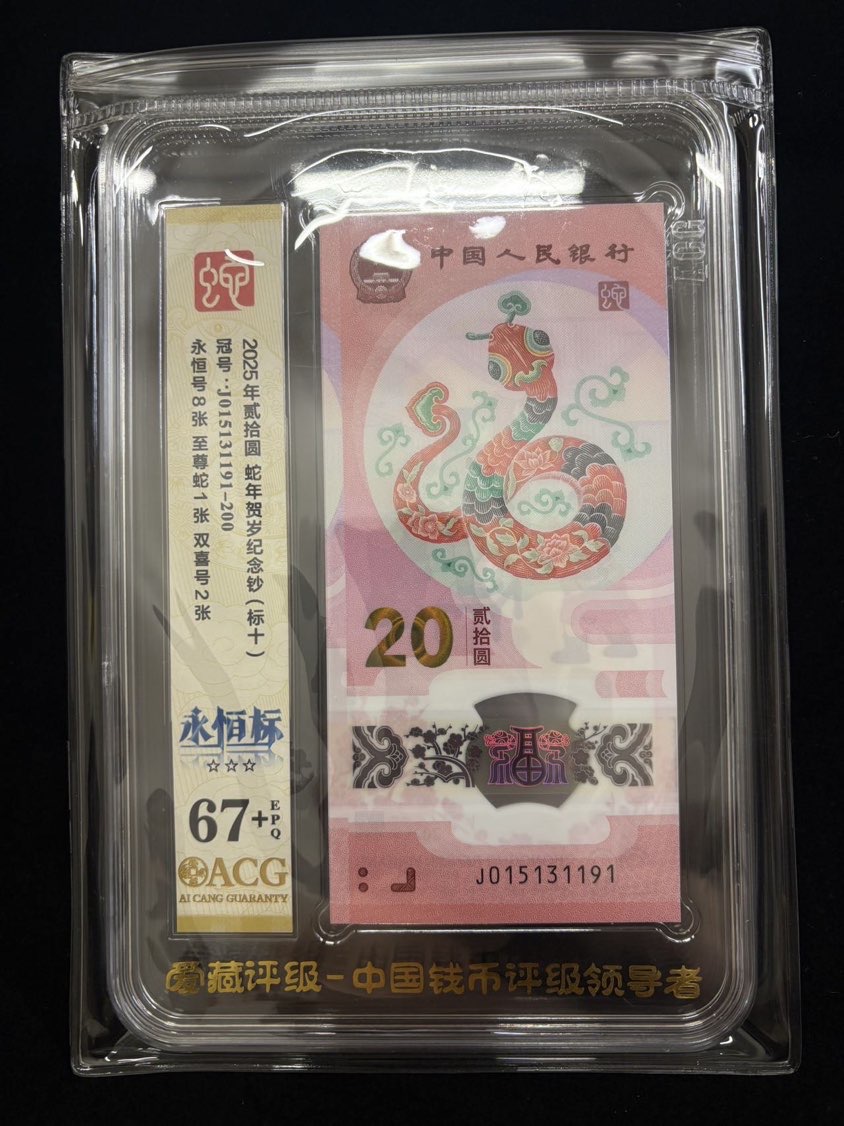 蛇
2025年贰拾圆 蛇年贺岁纪念钞(标十)
冠号:J015131191-200
永恒号8张 至尊蛇1张 双喜号2张
永恒标
☆☆☆
67+EPQ
ACG
AI CANG GUARANTY
中国人民银行
蛇
20 贰拾圆
福
J015131191
爱藏评级-中国钱币评级领导者